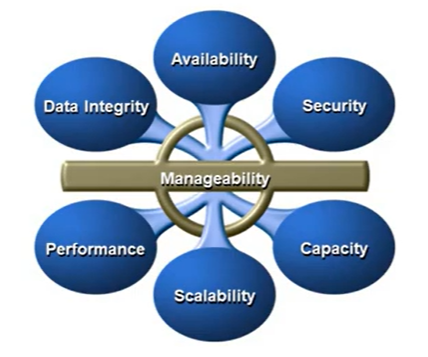 Availability
Data Integrity
Security
Manageability
Performance
Capacity
Scalability